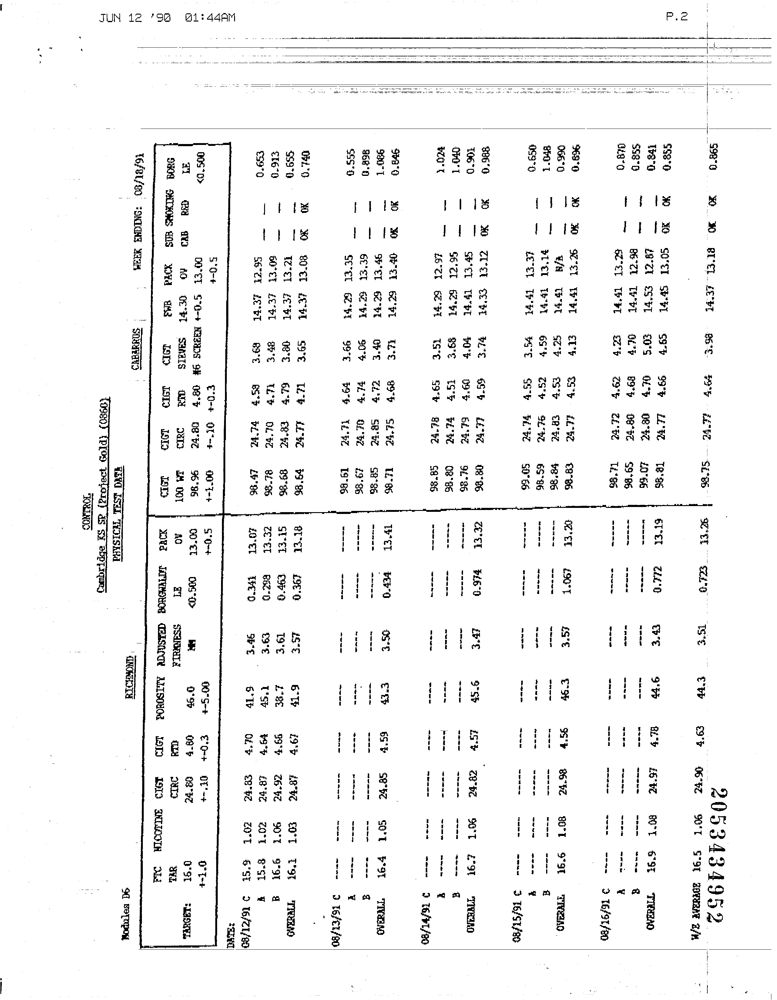 JUN 12 '90 01:44AM P.2
CONTROL
Cambridge KS SP (Project Gold) (0860)
PHYSICAL TEST DATA
Modules D6 RICHMOND CABARRUS WEEK ENDING: 08/18/91
FTC NICOTINE CIGT CIGT POROSITY ADJUSTED BORGWALDT PACK CIGT CIGT CIGT CIGT FWB PACK SUB SMOKING BORG
TAR CIRC RTD FIRMNESS LE OV 100 WT CIRC RTD SIEVES OV CAB R&D LE
TARGET: 16.0 24.80 4.80 46.0 MM <0.500 13.00 98.96 24.80 4.80 #6 SCREEN 14.30 13.00 <0.500
+-1.0 +-.10 +-0.3 +-5.00 +-0.5 +-1.00 +-.10 +-0.3 +-0.5 +-0.5
DATE:
08/12/91 C 15.9 1.02 24.83 4.70 41.9 3.46 0.341 13.07 98.47 24.74 4.58 3.68 14.37 12.95 -- -- 0.653
A 15.8 1.02 24.87 4.64 45.1 3.63 0.298 13.32 98.78 24.70 4.71 3.48 14.37 13.09 -- -- 0.913
B 16.6 1.06 24.92 4.66 38.7 3.61 0.463 13.15 98.68 24.83 4.79 3.80 14.37 13.21 -- -- 0.655
OVERALL 16.1 1.03 24.87 4.67 41.9 3.57 0.367 13.18 98.64 24.77 4.71 3.65 14.37 13.08 OK OK 0.740
08/13/91 C ---- ---- ----- ---- ---- ---- ----- ----- 98.61 24.71 4.64 3.66 14.29 13.35 -- -- 0.555
A ---- ---- ----- ---- ---- ---- ----- ----- 98.67 24.70 4.74 4.06 14.29 13.39 -- -- 0.898
B ---- ---- ----- ---- ---- ---- ----- ----- 98.85 24.85 4.72 3.40 14.29 13.46 -- -- 1.086
OVERALL 16.4 1.05 24.85 4.59 43.3 3.50 0.434 13.41 98.71 24.75 4.68 3.71 14.29 13.40 OK OK 0.846
08/14/91 C ---- ---- ----- ---- ---- ---- ----- ----- 98.85 24.78 4.65 3.51 14.29 12.97 -- -- 1.024
A ---- ---- ----- ---- ---- ---- ----- ----- 98.80 24.74 4.51 3.68 14.29 12.95 -- -- 1.040
B ---- ---- ----- ---- ---- ---- ----- ----- 98.76 24.79 4.60 4.04 14.41 13.45 -- -- 0.901
OVERALL 16.7 1.06 24.82 4.57 45.6 3.47 0.974 13.32 98.80 24.77 4.59 3.74 14.33 13.12 OK OK 0.988
08/15/91 C ---- ---- ----- ---- ---- ---- ----- ----- 99.05 24.74 4.55 3.54 14.41 13.37 -- -- 0.650
A ---- ---- ----- ---- ---- ---- ----- ----- 98.59 24.76 4.52 4.59 14.41 13.14 -- -- 1.048
B ---- ---- ----- ---- ---- ---- ----- ----- 98.84 24.83 4.53 4.25 14.41 N/A -- -- 0.990
OVERALL 16.6 1.08 24.98 4.56 46.3 3.57 1.067 13.20 98.83 24.77 4.53 4.13 14.41 13.26 OK OK 0.896
08/16/91 C ---- ---- ----- ---- ---- ---- ----- ----- 98.71 24.72 4.62 4.23 14.41 13.29 -- -- 0.870
A ---- ---- ----- ---- ---- ---- ----- ----- 98.65 24.80 4.68 4.70 14.41 12.98 -- -- 0.855
B ---- ---- ----- ---- ---- ---- ----- ----- 99.07 24.80 4.70 5.03 14.53 12.87 -- -- 0.841
OVERALL 16.9 1.08 24.97 4.78 44.6 3.43 0.772 13.19 98.81 24.77 4.66 4.65 14.45 13.05 OK OK 0.855
W/E AVERAGE 16.5 1.06 24.90 4.63 44.3 3.51 0.723 13.26 98.75 24.77 4.64 3.98 14.37 13.18 OK OK 0.865
2053434952